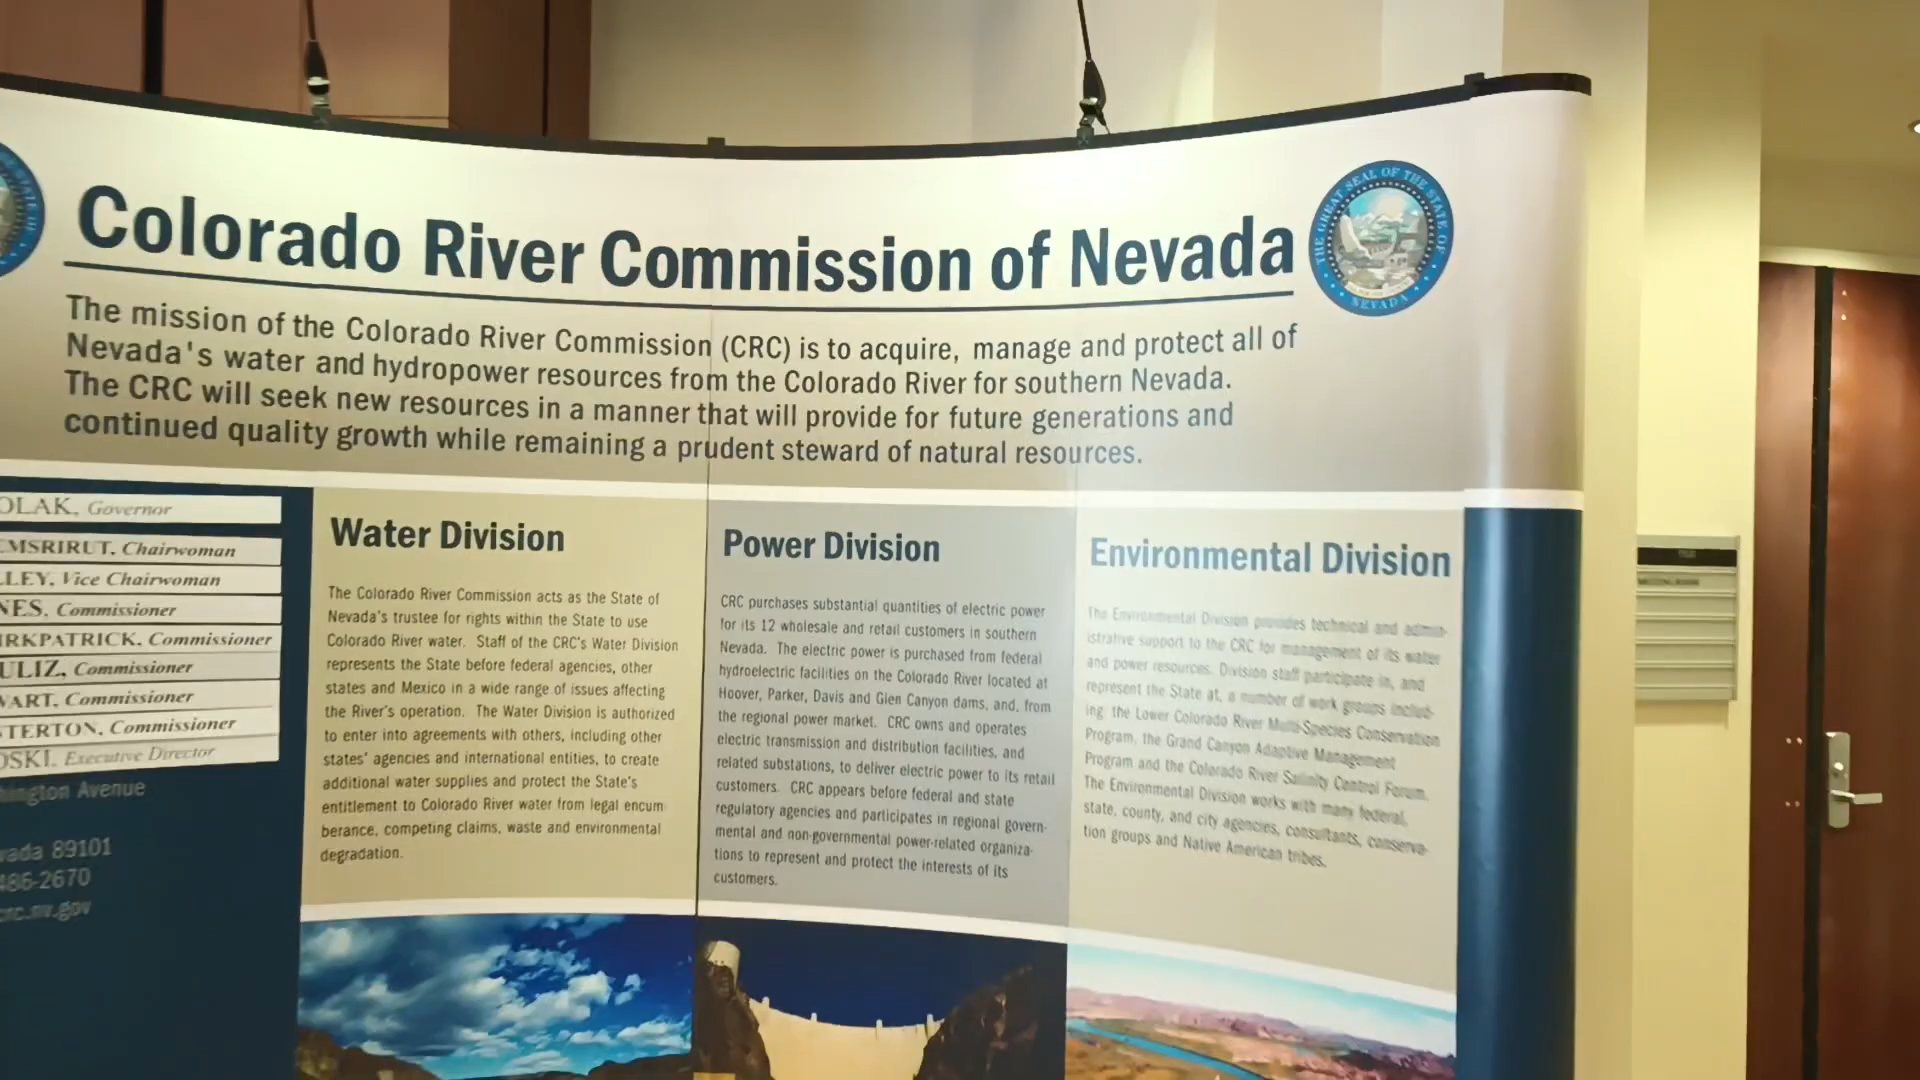 Colorado River Commission of Nevada
THE GREAT SEAL OF THE STATE OF
NEVADA
The mission of the Colorado River Commission (CRC) is to acquire, manage and protect all of
Nevada's water and hydropower resources from the Colorado River for southern Nevada.
The CRC will seek new resources in a manner that will provide for future generations and
continued quality growth while remaining a prudent steward of natural resources.
OLAK, Governor
EMSRIRUT, Chairwoman
LLEY, Vice Chairwoman
NES, Commissioner
IRKPATRICK, Commissioner
ULIZ, Commissioner
WART, Commissioner
TERTON, Commissioner
OSKI, Executive Director
hington Avenue
vada 89101
486-2670
crc.nv.gov
Water Division
The Colorado River Commission acts as the State of
Nevada's trustee for rights within the State to use
Colorado River water. Staff of the CRC's Water Division
represents the State before federal agencies, other
states and Mexico in a wide range of issues affecting
the River's operation. The Water Division is authorized
to enter into agreements with others, including other
states' agencies and international entities, to create
additional water supplies and protect the State's
entitlement to Colorado River water from legal encum
berance, competing claims, waste and environmental
degradation.
Power Division
CRC purchases substantial quantities of electric power
for its 12 wholesale and retail customers in southern
Nevada. The electric power is purchased from federal
hydroelectric facilities on the Colorado River located at
Hoover, Parker, Davis and Glen Canyon dams, and, from
the regional power market. CRC owns and operates
electric transmission and distribution facilities, and
related substations, to deliver electric power to its retail
customers. CRC appears before federal and state
regulatory agencies and participates in regional govern-
mental and non-governmental power-related organiza-
tions to represent and protect the interests of its
customers.
Environmental Division
The Environmental Division provides technical and admin-
istrative support to the CRC for management of its water
and power resources. Division staff participate in, and
represent the State at, a number of work groups includ-
ing the Lower Colorado River Multi-Species Conservation
Program, the Grand Canyon Adaptive Management
Program and the Colorado River Salinity Control Forum.
The Environmental Division works with many federal,
state, county, and city agencies, consultants, conserva-
tion groups and Native American tribes.